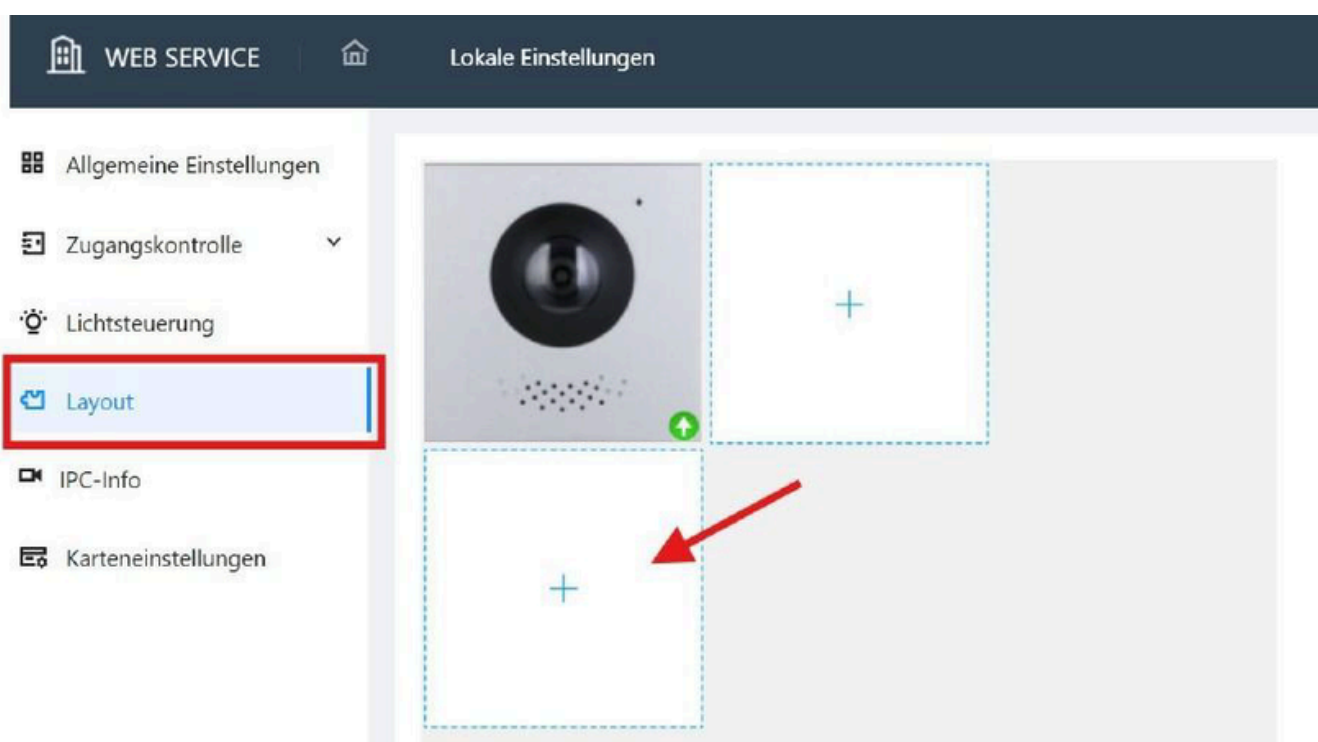 WEB SERVICE
Lokale Einstellungen
Allgemeine Einstellungen
Zugangskontrolle
Lichtsteuerung
Layout
IPC-Info
Karteneinstellungen